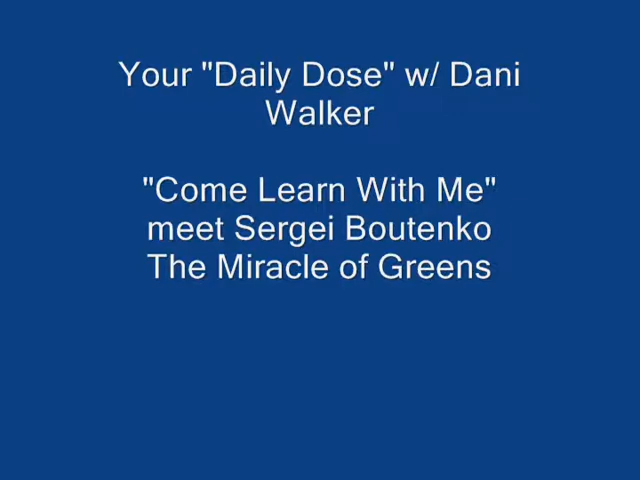 Your "Daily Dose" w/ Dani
Walker
"Come Learn With Me"
meet Sergei Boutenko
The Miracle of Greens